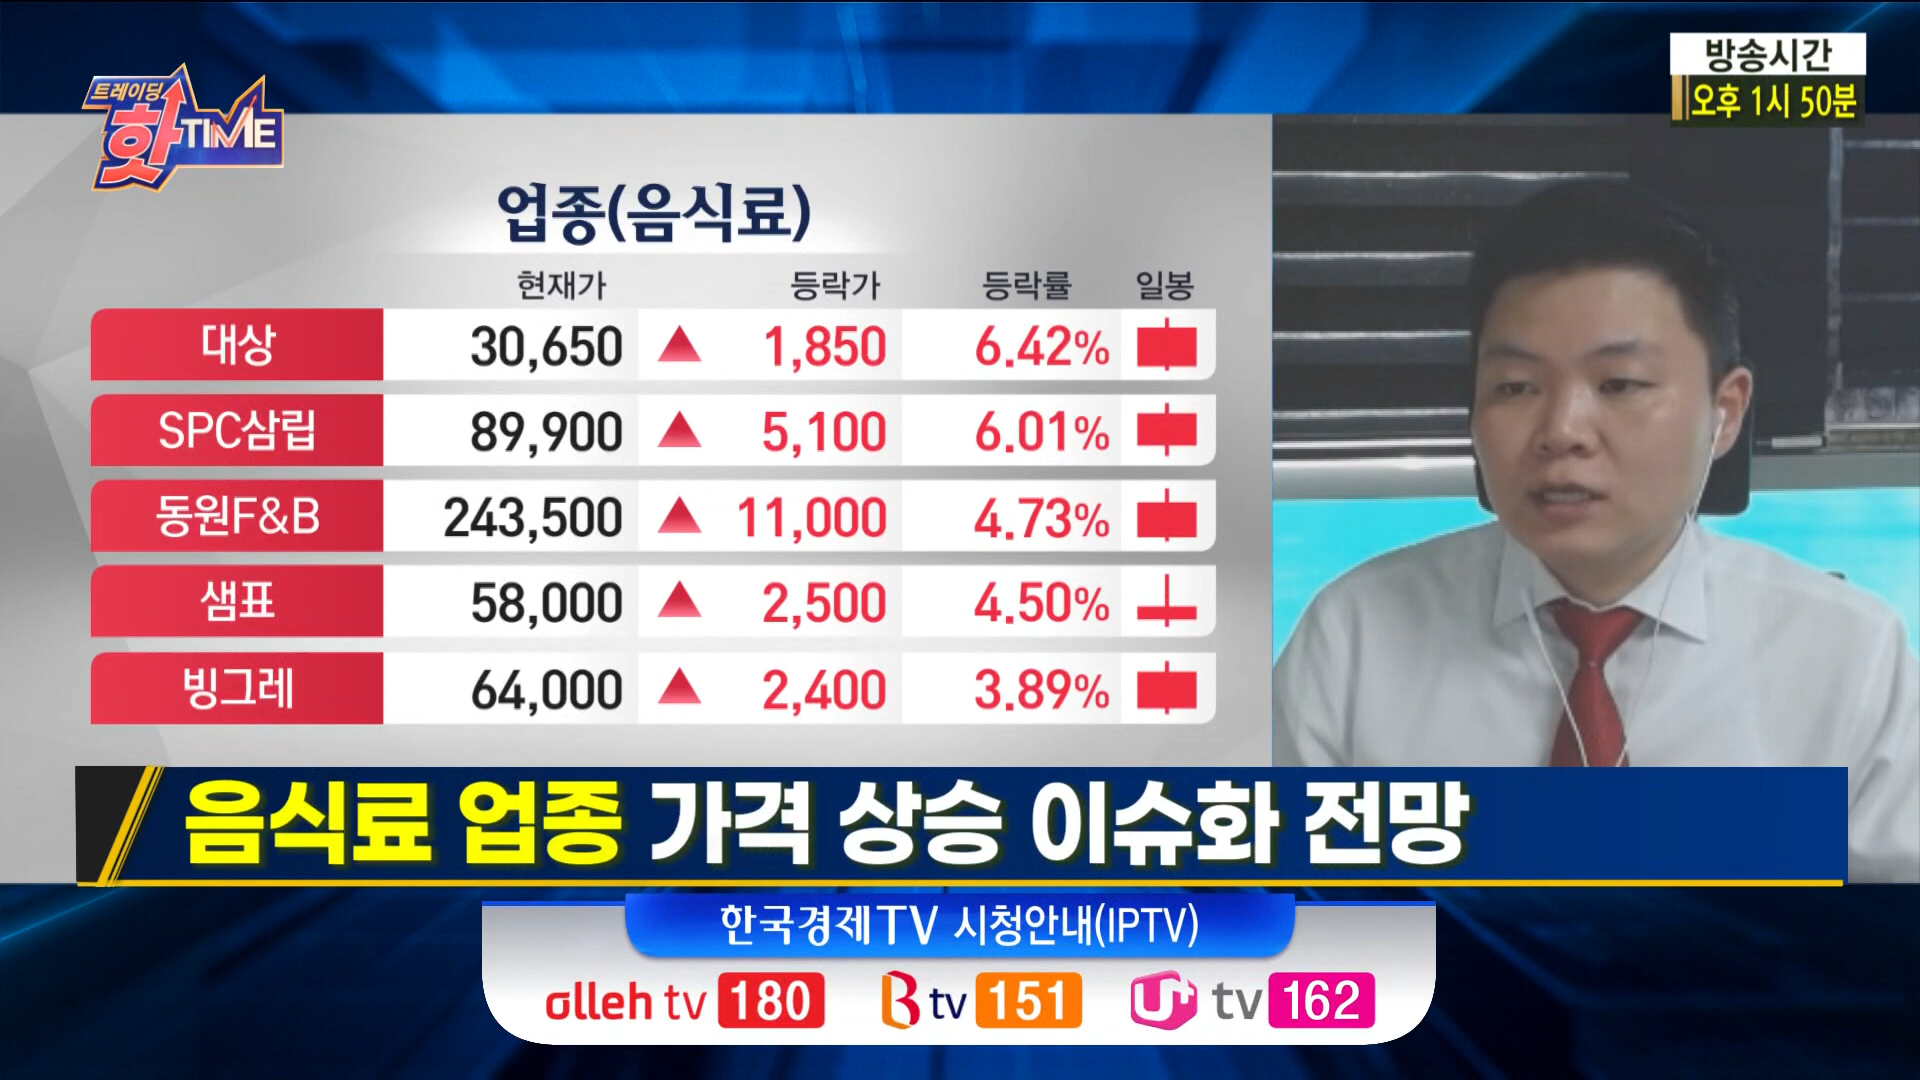 트레이딩
핫TIME
방송시간
오후 1시 50분
업종(음식료)
현재가 등락가 등락률 일봉
대상 30,650 ▲ 1,850 6.42%
SPC삼립 89,900 ▲ 5,100 6.01%
동원F&B 243,500 ▲ 11,000 4.73%
샘표 58,000 ▲ 2,500 4.50%
빙그레 64,000 ▲ 2,400 3.89%
음식료 업종 가격 상승 이슈화 전망
한국경제TV 시청안내(IPTV)
olleh tv 180 B tv 151 U+ tv 162